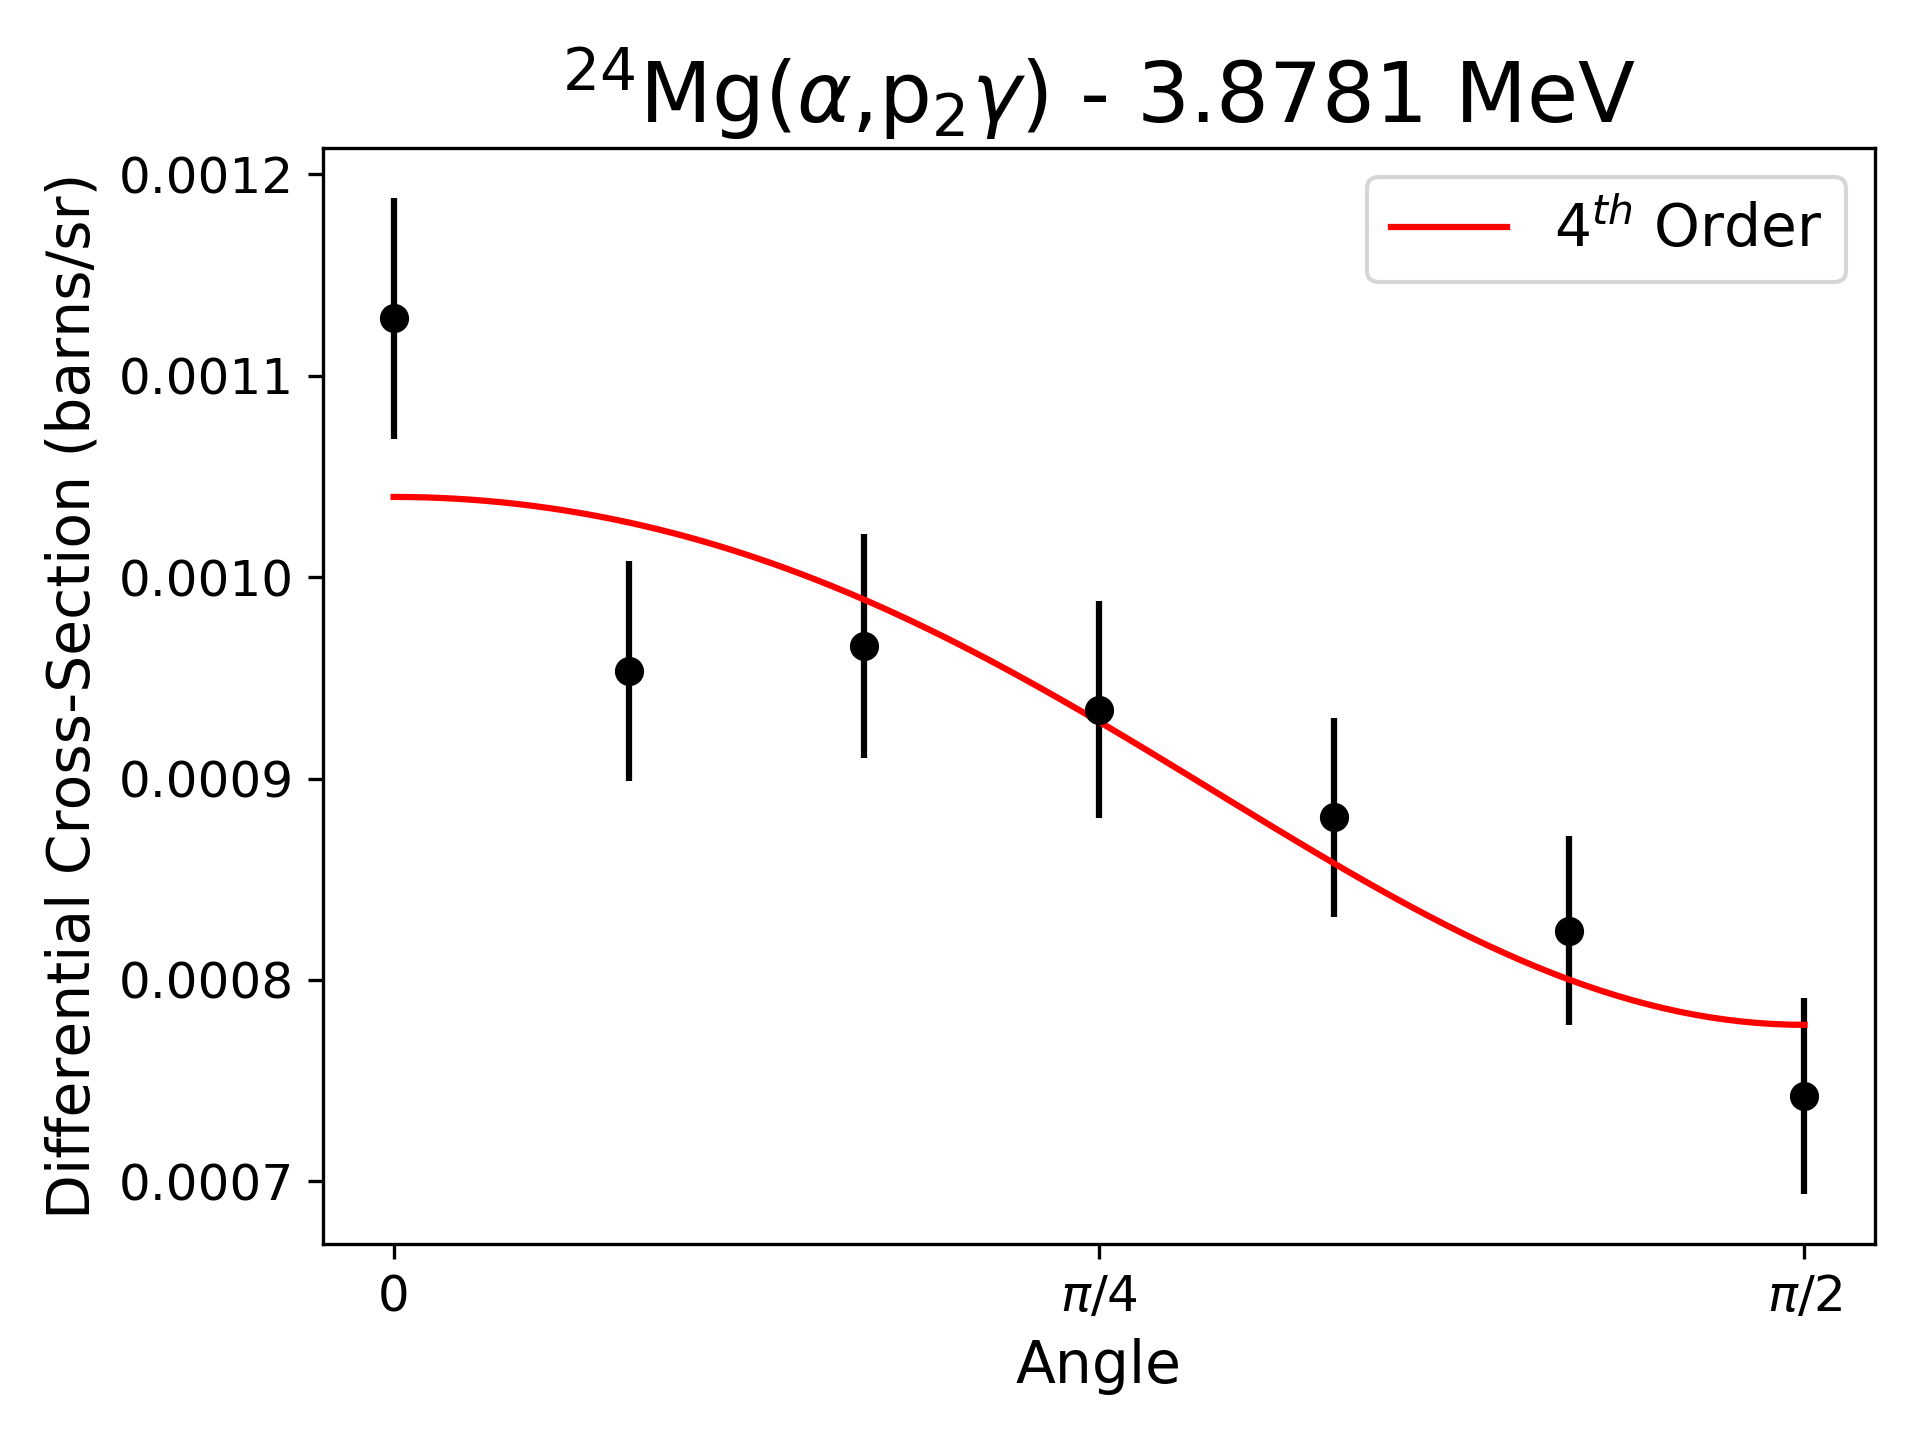 ²⁴Mg(α,p₂γ) - 3.8781 MeV
Differential Cross-Section (barns/sr)
0.0012
0.0011
0.0010
0.0009
0.0008
0.0007
4ᵗʰ Order
0 π/4 π/2
Angle